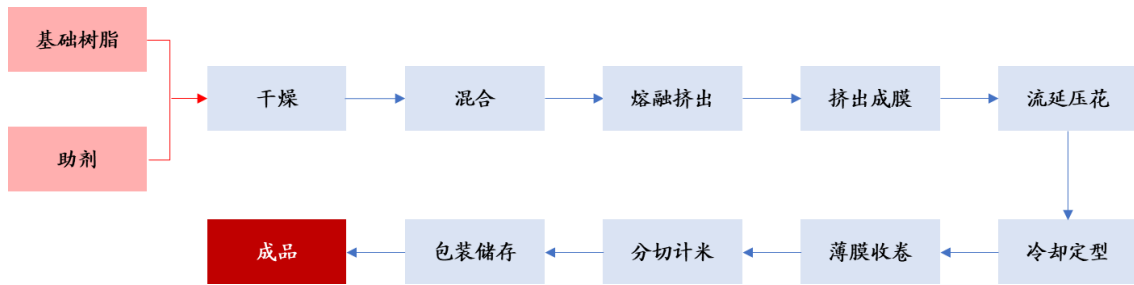 基础树脂
助剂
干燥
混合
熔融挤出
挤出成膜
流延压花
冷却定型
薄膜收卷
分切计米
包装储存
成品